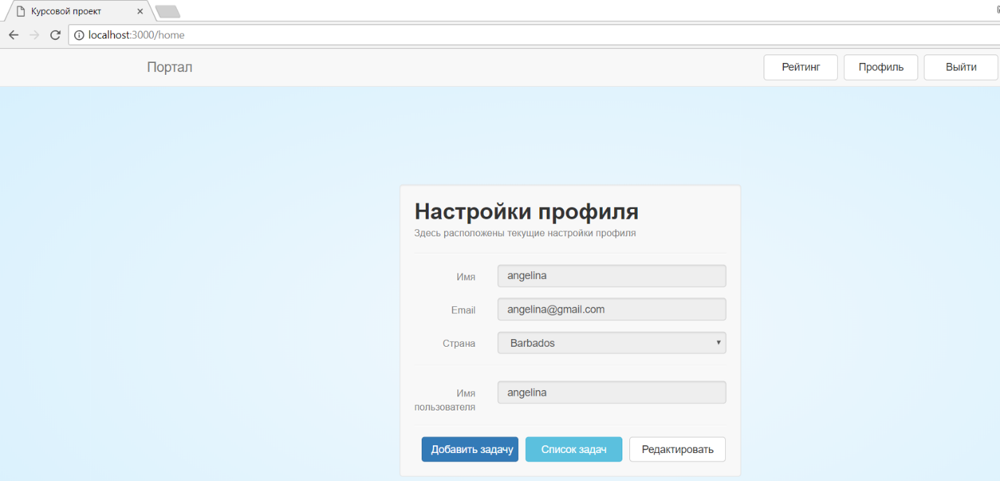 Курсовой проект
localhost:3000/home
Портал
Рейтинг
Профиль
Выйти
Настройки профиля
Здесь расположены текущие настройки профиля
Имя
angelina
Email
angelina@gmail.com
Страна
Barbados
Имя
пользователя
angelina
Добавить задачу
Список задач
Редактировать